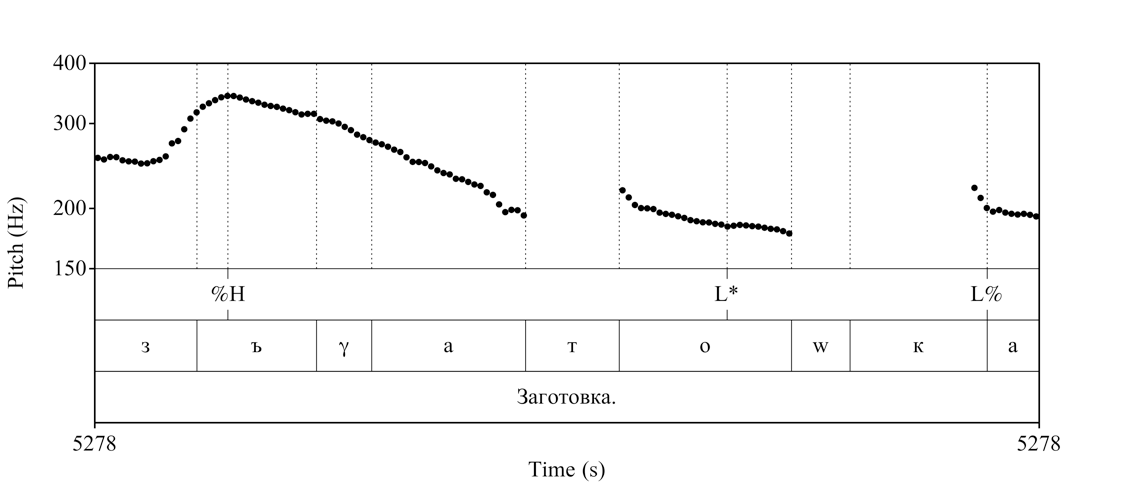 400
300
200
150
Pitch (Hz)
%H L* L%
з ъ γ а т о w к а
Заготовка.
5278 5278
Time (s)